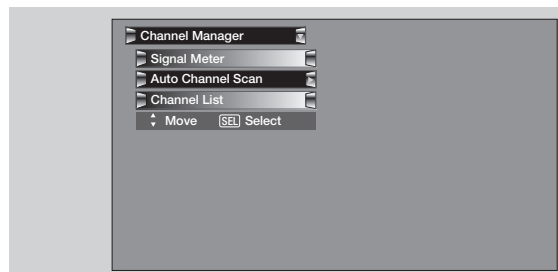 Channel Manager
Signal Meter
Auto Channel Scan
Channel List
Move SEL Select